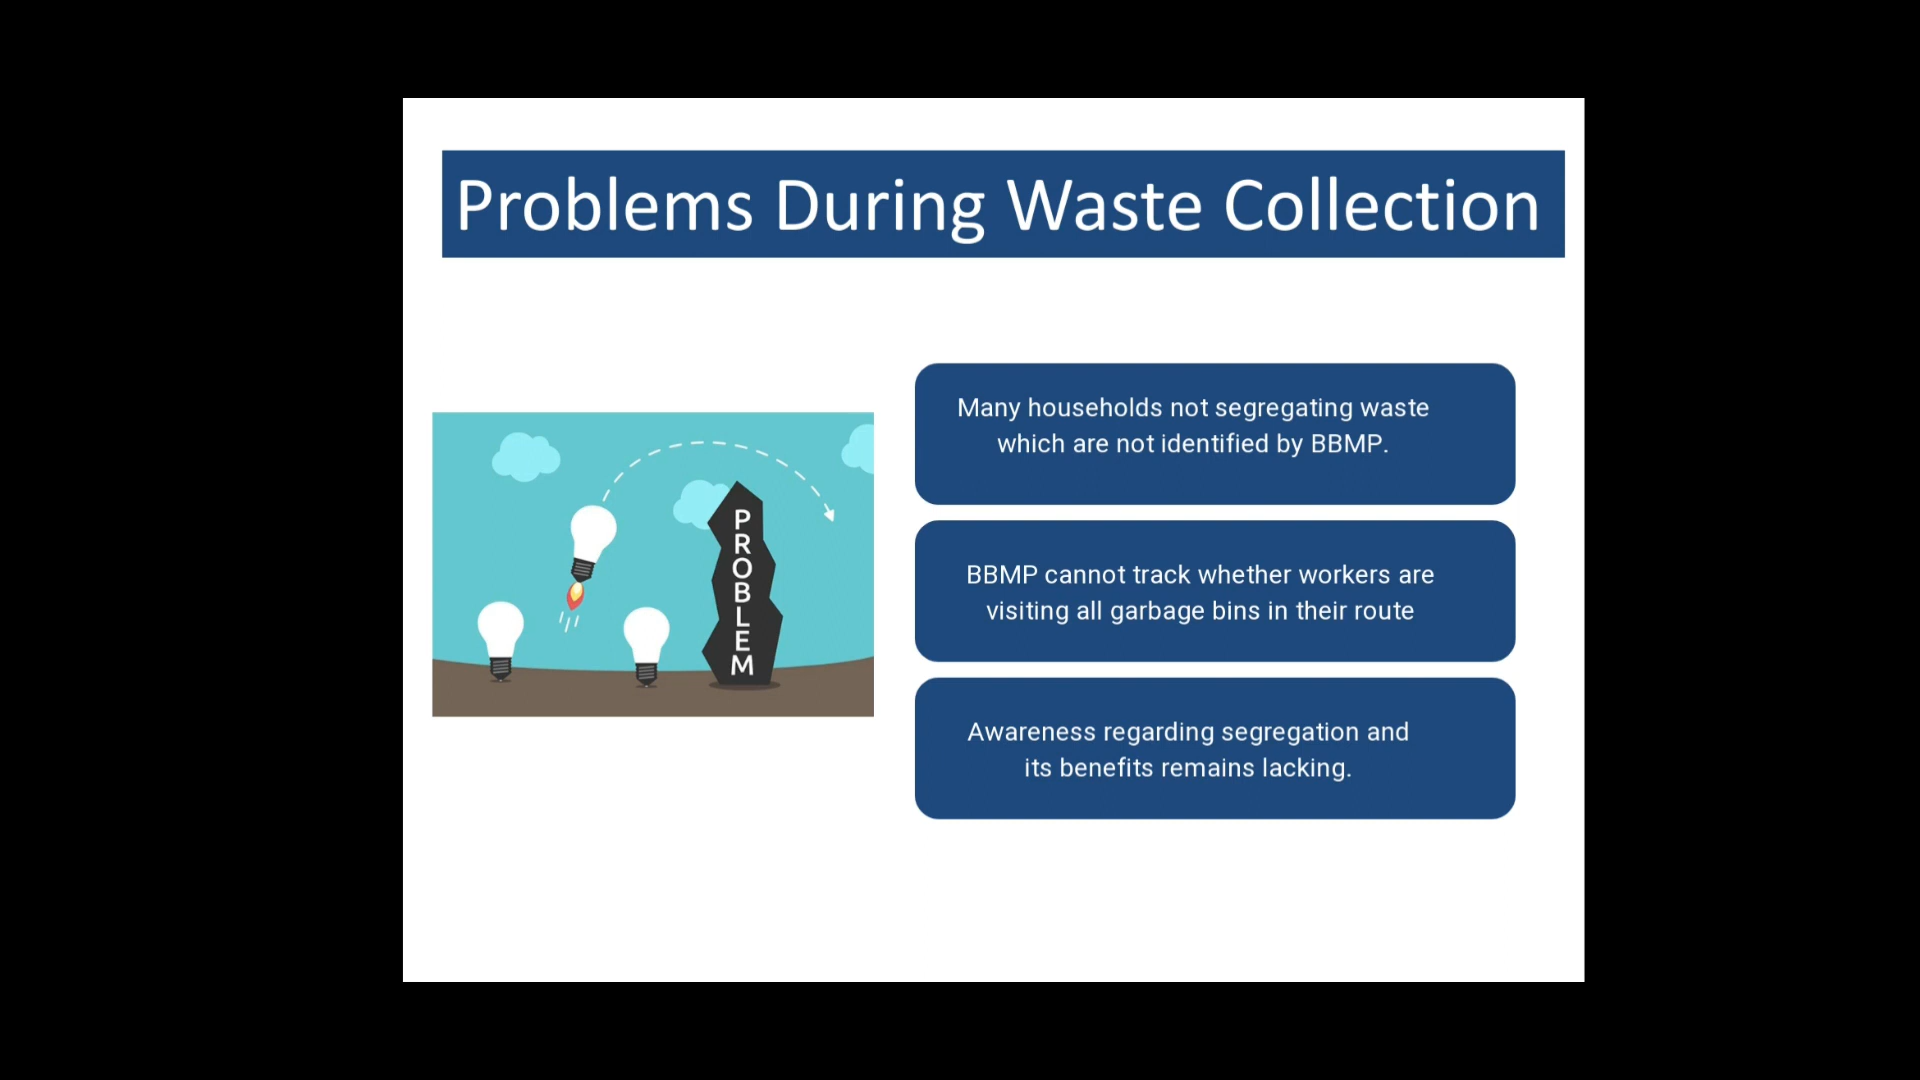 Problems During Waste Collection
PROBLEM
Many households not segregating waste
which are not identified by BBMP.
BBMP cannot track whether workers are
visiting all garbage bins in their route
Awareness regarding segregation and
its benefits remains lacking.